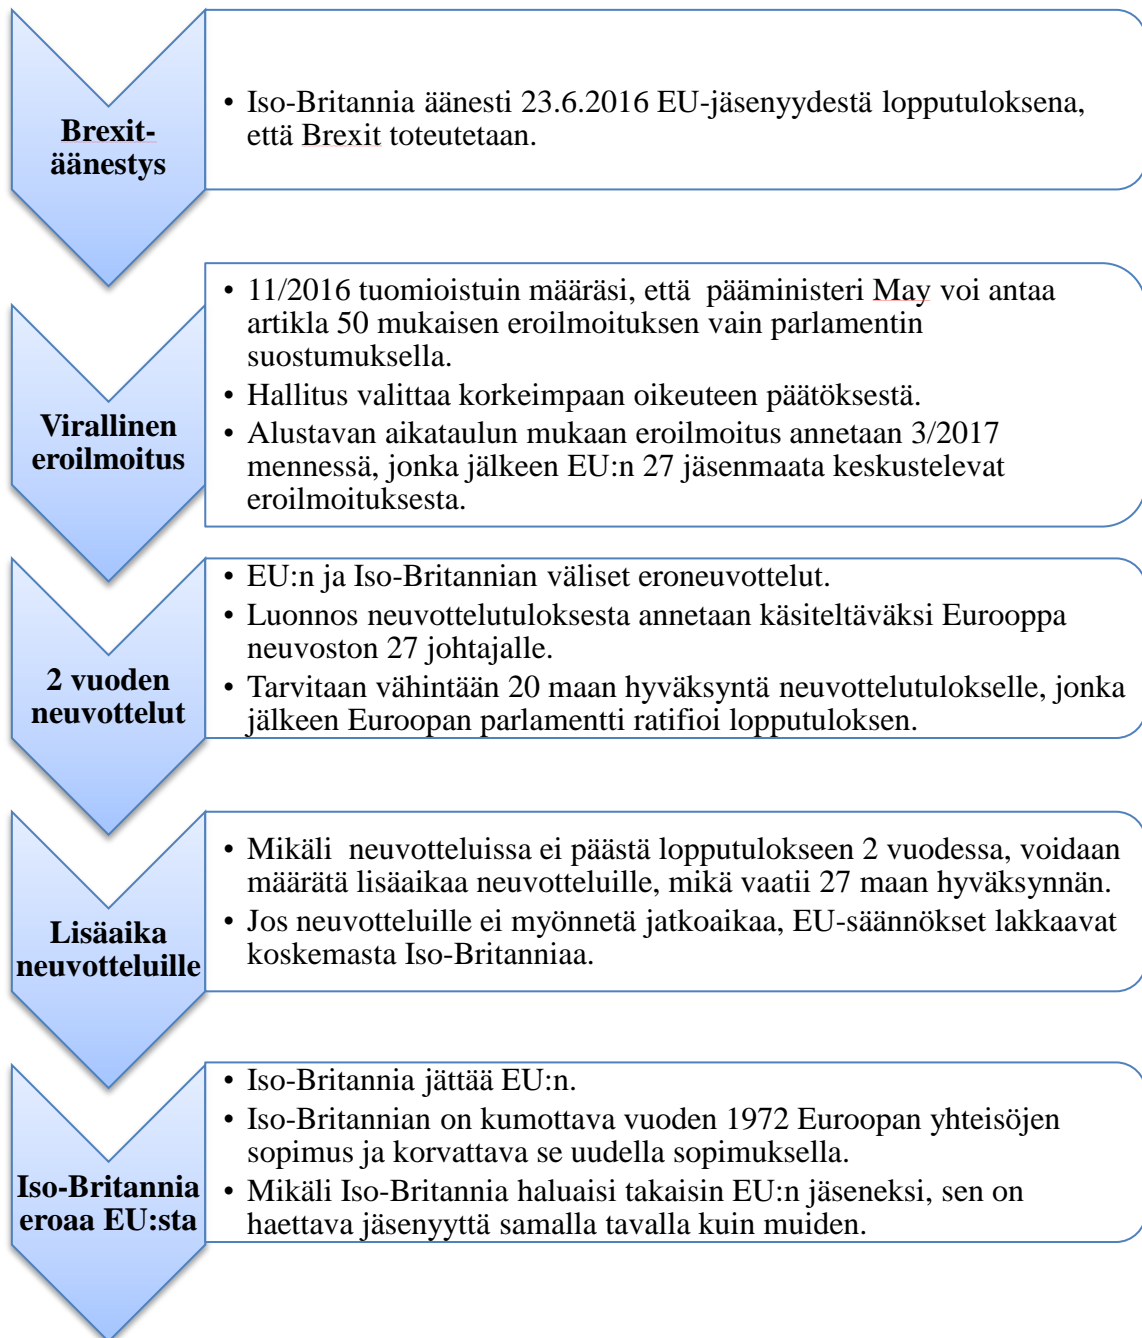 Brexit-
äänestys
• Iso-Britannia äänesti 23.6.2016 EU-jäsenyydestä lopputuloksena,
että Brexit toteutetaan.
Virallinen
eroilmoitus
• 11/2016 tuomioistuin määräsi, että  pääministeri May voi antaa
artikla 50 mukaisen eroilmoituksen vain parlamentin
suostumuksella.
• Hallitus valittaa korkeimpaan oikeuteen päätöksestä.
• Alustavan aikataulun mukaan eroilmoitus annetaan 3/2017
mennessä, jonka jälkeen EU:n 27 jäsenmaata keskustelevat
eroilmoituksesta.
2 vuoden
neuvottelut
• EU:n ja Iso-Britannian väliset eroneuvottelut.
• Luonnos neuvottelutuloksesta annetaan käsiteltäväksi Eurooppa
neuvoston 27 johtajalle.
• Tarvitaan vähintään 20 maan hyväksyntä neuvottelutulokselle, jonka
jälkeen Euroopan parlamentti ratifioi lopputuloksen.
Lisäaika
neuvotteluille
• Mikäli  neuvotteluissa ei päästä lopputulokseen 2 vuodessa, voidaan
määrätä lisäaikaa neuvotteluille, mikä vaatii 27 maan hyväksynnän.
• Jos neuvotteluille ei myönnetä jatkoaikaa, EU-säännökset lakkaavat
koskemasta Iso-Britanniaa.
Iso-Britannia
eroaa EU:sta
• Iso-Britannia jättää EU:n.
• Iso-Britannian on kumottava vuoden 1972 Euroopan yhteisöjen
sopimus ja korvattava se uudella sopimuksella.
• Mikäli Iso-Britannia haluaisi takaisin EU:n jäseneksi, sen on
haettava jäsenyyttä samalla tavalla kuin muiden.